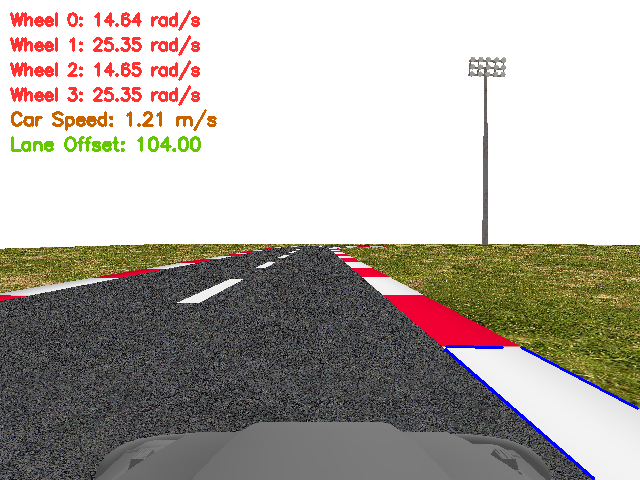 Wheel 0: 14.64 rad/s
Wheel 1: 25.35 rad/s
Wheel 2: 14.65 rad/s
Wheel 3: 25.35 rad/s
Car Speed: 1.21 m/s
Lane Offset: 104.00